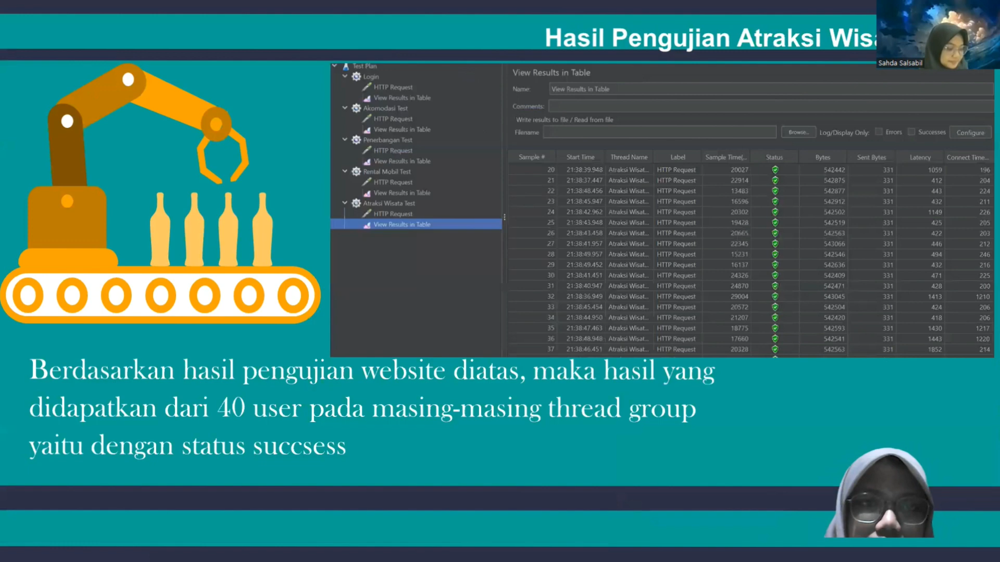 Hasil Pengujian Atraksi
Sahda Salsabil
Test Plan
Login
HTTP Request
View Results in Table
Akomodasi Test
HTTP Request
View Results in Table
Penerbangan Test
HTTP Request
View Results in Table
Rental Mobil Test
HTTP Request
View Results in Table
Atraksi Wisata Test
HTTP Request
View Results in Table
View Results in Table
Name: View Results in Table
Comments:
Write results to file / Read from file
Filename Browse... Log/Display Only: Errors Successes Configure
Sample # Start Time Thread Name Label Sample Time(... Status Bytes Sent Bytes Latency Connect Time...
20 21:38:39.948 Atraksi Wisat... HTTP Request 20027 542442 331 1059 196
21 21:38:37.447 Atraksi Wisat... HTTP Request 22914 542875 331 412 204
22 21:38:48.456 Atraksi Wisat... HTTP Request 13483 542877 331 443 224
23 21:38:45.947 Atraksi Wisat... HTTP Request 16596 542912 331 432 211
24 21:38:42.962 Atraksi Wisat... HTTP Request 20302 542502 331 1149 226
25 21:38:43.948 Atraksi Wisat... HTTP Request 19428 542519 331 425 205
26 21:38:43.458 Atraksi Wisat... HTTP Request 20665 542563 331 422 203
27 21:38:41.957 Atraksi Wisat... HTTP Request 22345 543066 331 446 212
28 21:38:49.957 Atraksi Wisat... HTTP Request 15231 542546 331 494 246
29 21:38:49.452 Atraksi Wisat... HTTP Request 16137 542636 331 432 216
30 21:38:41.451 Atraksi Wisat... HTTP Request 24326 542409 331 471 225
31 21:38:40.947 Atraksi Wisat... HTTP Request 24870 542471 331 428 200
32 21:38:36.949 Atraksi Wisat... HTTP Request 29004 543045 331 1413 1210
33 21:38:45.454 Atraksi Wisat... HTTP Request 20572 542504 331 424 206
34 21:38:44.950 Atraksi Wisat... HTTP Request 21207 542420 331 418 206
35 21:38:47.463 Atraksi Wisat... HTTP Request 18775 542593 331 1430 1217
36 21:38:48.948 Atraksi Wisat... HTTP Request 17660 542541 331 1443 1220
37 21:38:46.451 Atraksi Wisat... HTTP Request 20328 542563 331 1852 214
Berdasarkan hasil pengujian website diatas, maka hasil yang
didapatkan dari 40 user pada masing-masing thread group
yaitu dengan status succsess